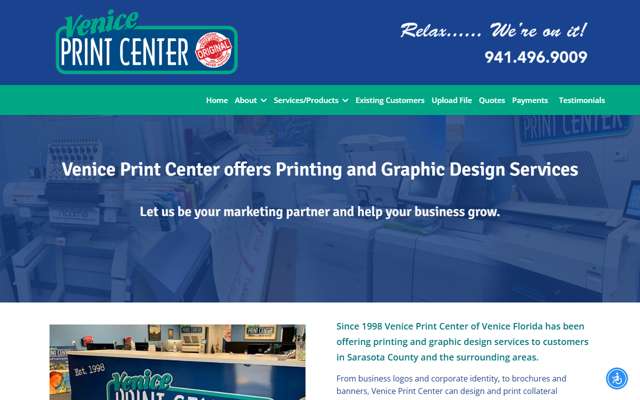 Venice
PRINT CENTER
ORIGINAL
Relax...... We're on it!
941.496.9009
Home About Services/Products Existing Customers Upload File Quotes Payments Testimonials
PRINT CENTER
Venice Print Center offers Printing and Graphic Design Services
Let us be your marketing partner and help your business grow.
Since 1998 Venice Print Center of Venice Florida has been
offering printing and graphic design services to customers
in Sarasota County and the surrounding areas.
Est. 1998
Venice
From business logos and corporate identity, to brochures and
banners, Venice Print Center can design and print collateral